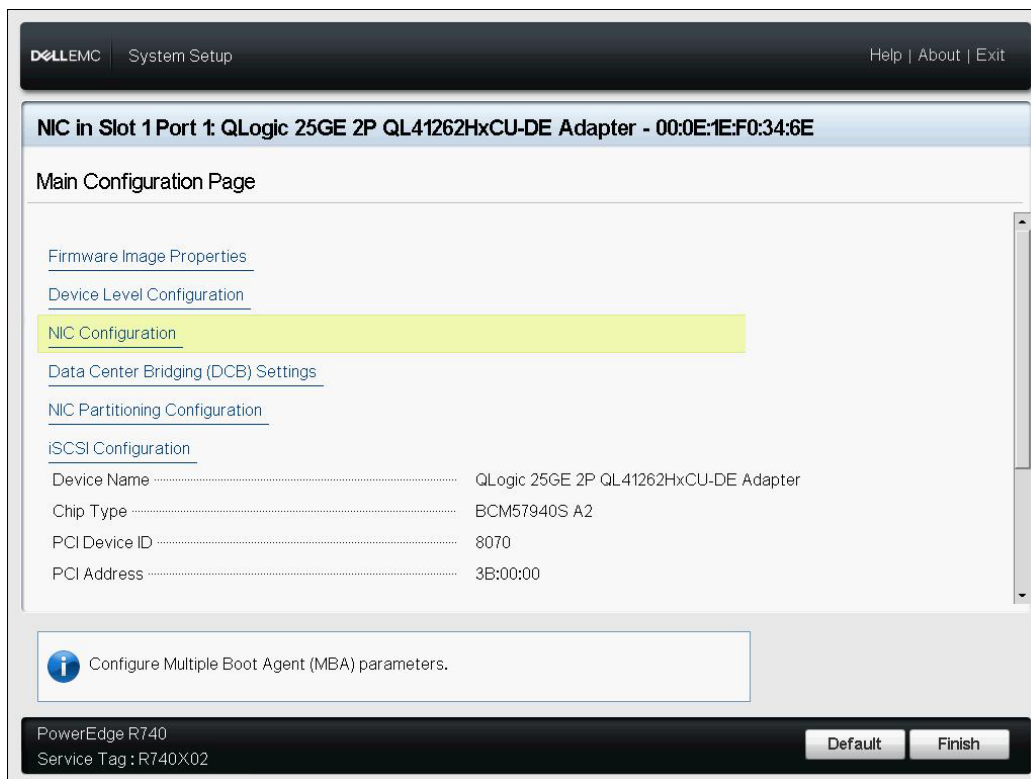 DELLEMC System Setup Help | About | Exit
NIC in Slot 1 Port 1: QLogic 25GE 2P QL41262HxCU-DE Adapter - 00:0E:1E:F0:34:6E
Main Configuration Page
Firmware Image Properties
Device Level Configuration
NIC Configuration
Data Center Bridging (DCB) Settings
NIC Partitioning Configuration
iSCSI Configuration
Device Name QLogic 25GE 2P QL41262HxCU-DE Adapter
Chip Type BCM57940S A2
PCI Device ID 8070
PCI Address 3B:00:00
Configure Multiple Boot Agent (MBA) parameters.
PowerEdge R740
Service Tag : R740X02
Default Finish